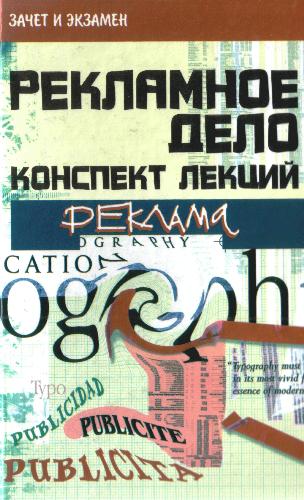 ЗАЧЕТ И ЭКЗАМЕН
РЕКЛАМНОЕ
ДЕЛО
КОНСПЕКТ ЛЕКЦИЙ
РЕКЛАМА
OGRAPHY
CATION
ograph
"Typography must
in its most vivid f
essence of modern
Typo
PUBLICIDAD
PUBLICITE
PUBLICITA